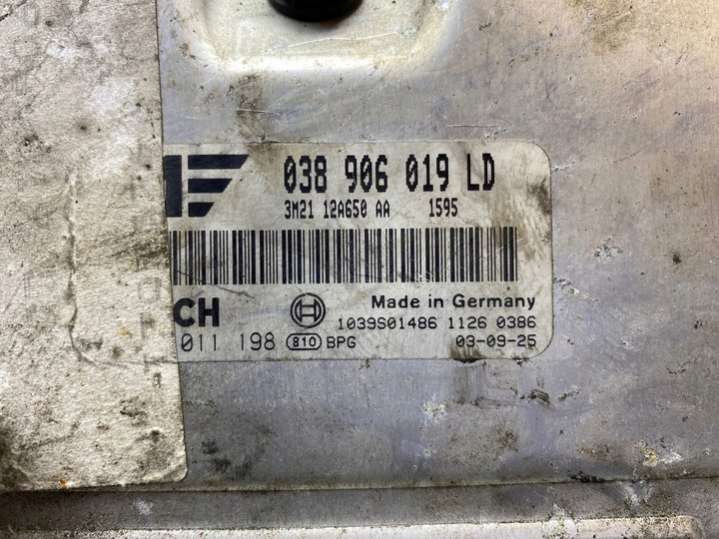 038 906 019 LD
3M21 12A650 AA 1595
CH Made in Germany
1039S01486 1126 0386
011 198 810 BPG 03-09-25